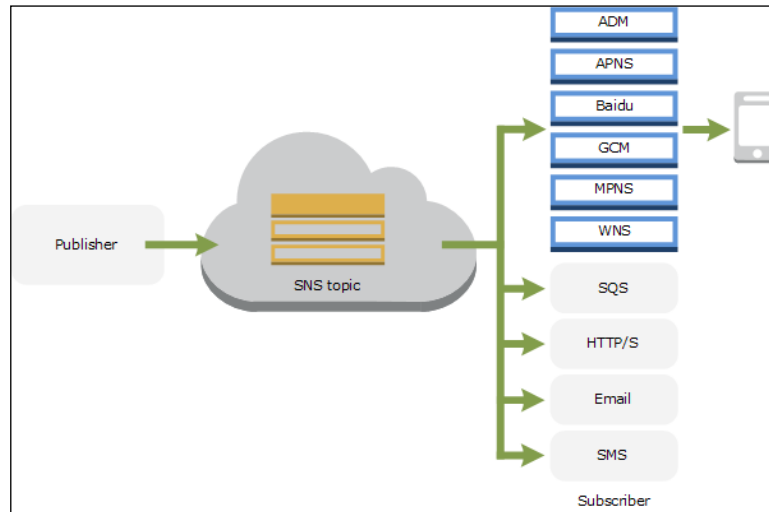 Publisher
SNS topic
ADM
APNS
Baidu
GCM
MPNS
WNS
SQS
HTTP/S
Email
SMS
Subscriber